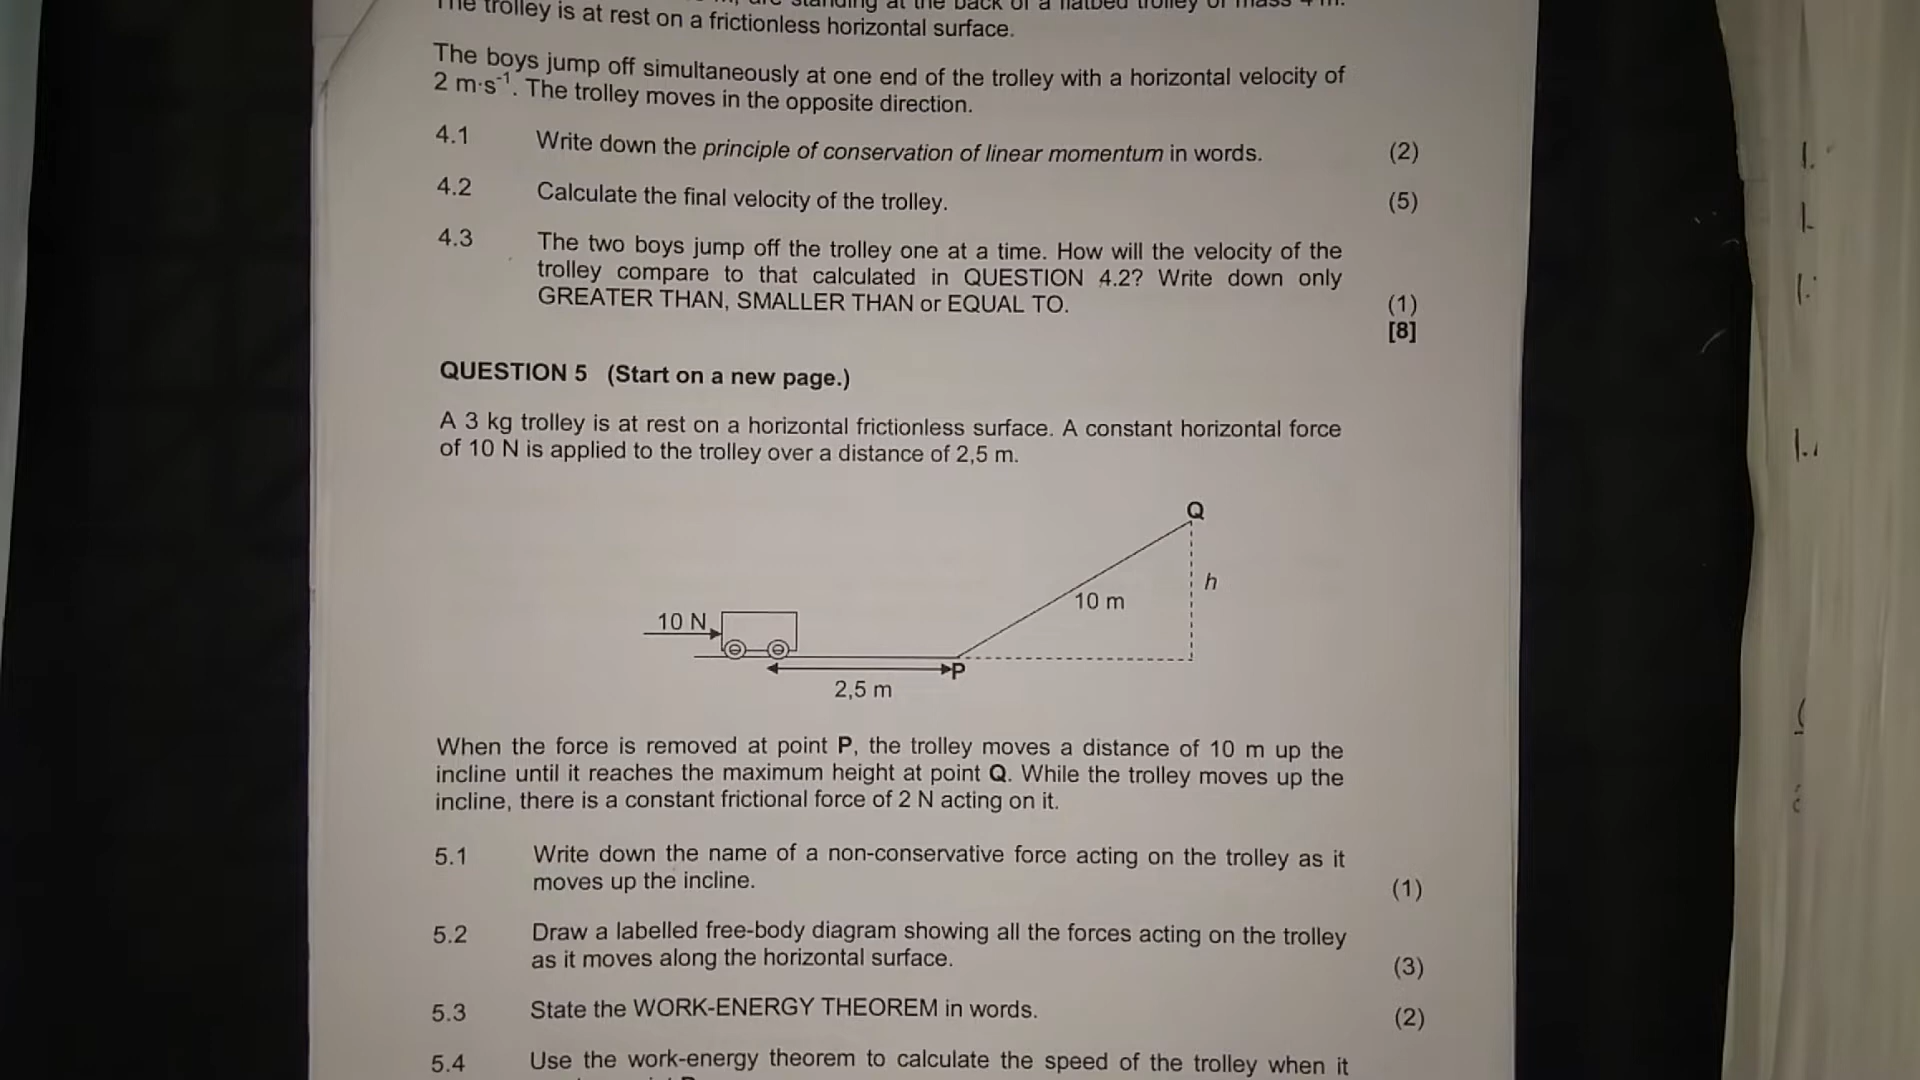 standing at the back of a flatbed trolley of mass 4 m.
The trolley is at rest on a frictionless horizontal surface.
The boys jump off simultaneously at one end of the trolley with a horizontal velocity of
2 m·s⁻¹. The trolley moves in the opposite direction.
4.1 Write down the principle of conservation of linear momentum in words. (2)
4.2 Calculate the final velocity of the trolley. (5)
4.3 The two boys jump off the trolley one at a time. How will the velocity of the
trolley compare to that calculated in QUESTION 4.2? Write down only
GREATER THAN, SMALLER THAN or EQUAL TO. (1)
[8]
QUESTION 5 (Start on a new page.)
A 3 kg trolley is at rest on a horizontal frictionless surface. A constant horizontal force
of 10 N is applied to the trolley over a distance of 2,5 m.
Q
h
10 m
10 N
P
2,5 m
When the force is removed at point P, the trolley moves a distance of 10 m up the
incline until it reaches the maximum height at point Q. While the trolley moves up the
incline, there is a constant frictional force of 2 N acting on it.
5.1 Write down the name of a non-conservative force acting on the trolley as it
moves up the incline. (1)
5.2 Draw a labelled free-body diagram showing all the forces acting on the trolley
as it moves along the horizontal surface. (3)
5.3 State the WORK-ENERGY THEOREM in words. (2)
5.4 Use the work-energy theorem to calculate the speed of the trolley when it